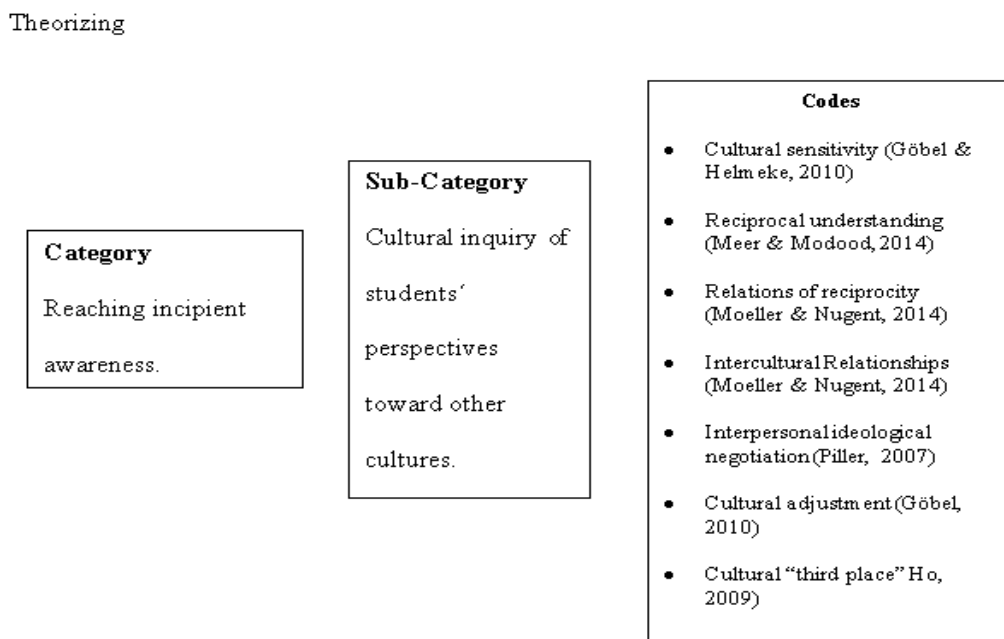 Theorizing
Category
Reaching incipient
awareness.
Sub-Category
Cultural inquiry of
students´
perspectives
toward other
cultures.
Codes
● Cultural sensitivity (Göbel &
Helmeke, 2010)
● Reciprocal understanding
(Meer & Modood, 2014)
● Relations of reciprocity
(Moeller & Nugent, 2014)
● Intercultural Relationships
(Moeller & Nugent, 2014)
● Interpersonal ideological
negotiation (Piller, 2007)
● Cultural adjustment (Göbel,
2010)
● Cultural “third place” Ho,
2009)